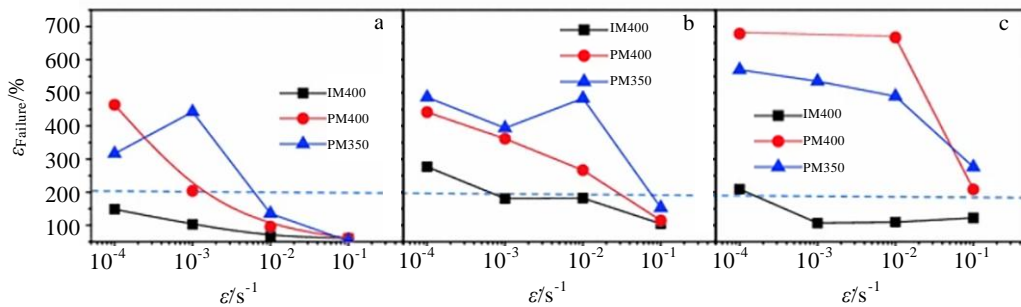 700
600
500
400
300
200
100
εFailure/%
a
IM400
PM400
PM350
b
IM400
PM400
PM350
c
IM400
PM400
PM350
10⁻⁴ 10⁻³ 10⁻² 10⁻¹
10⁻⁴ 10⁻³ 10⁻² 10⁻¹
10⁻⁴ 10⁻³ 10⁻² 10⁻¹
ε̇/s⁻¹
ε̇/s⁻¹
ε̇/s⁻¹